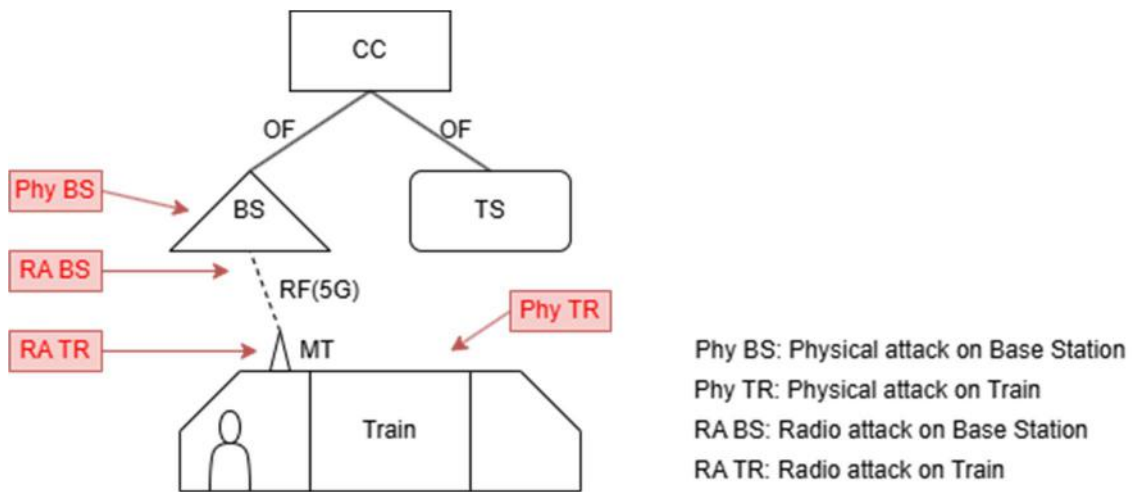 CC
OF
OF
Phy BS
BS
TS
RA BS
RF(5G)
Phy TR
RA TR
MT
Train
Phy BS: Physical attack on Base Station
Phy TR: Physical attack on Train
RA BS: Radio attack on Base Station
RA TR: Radio attack on Train